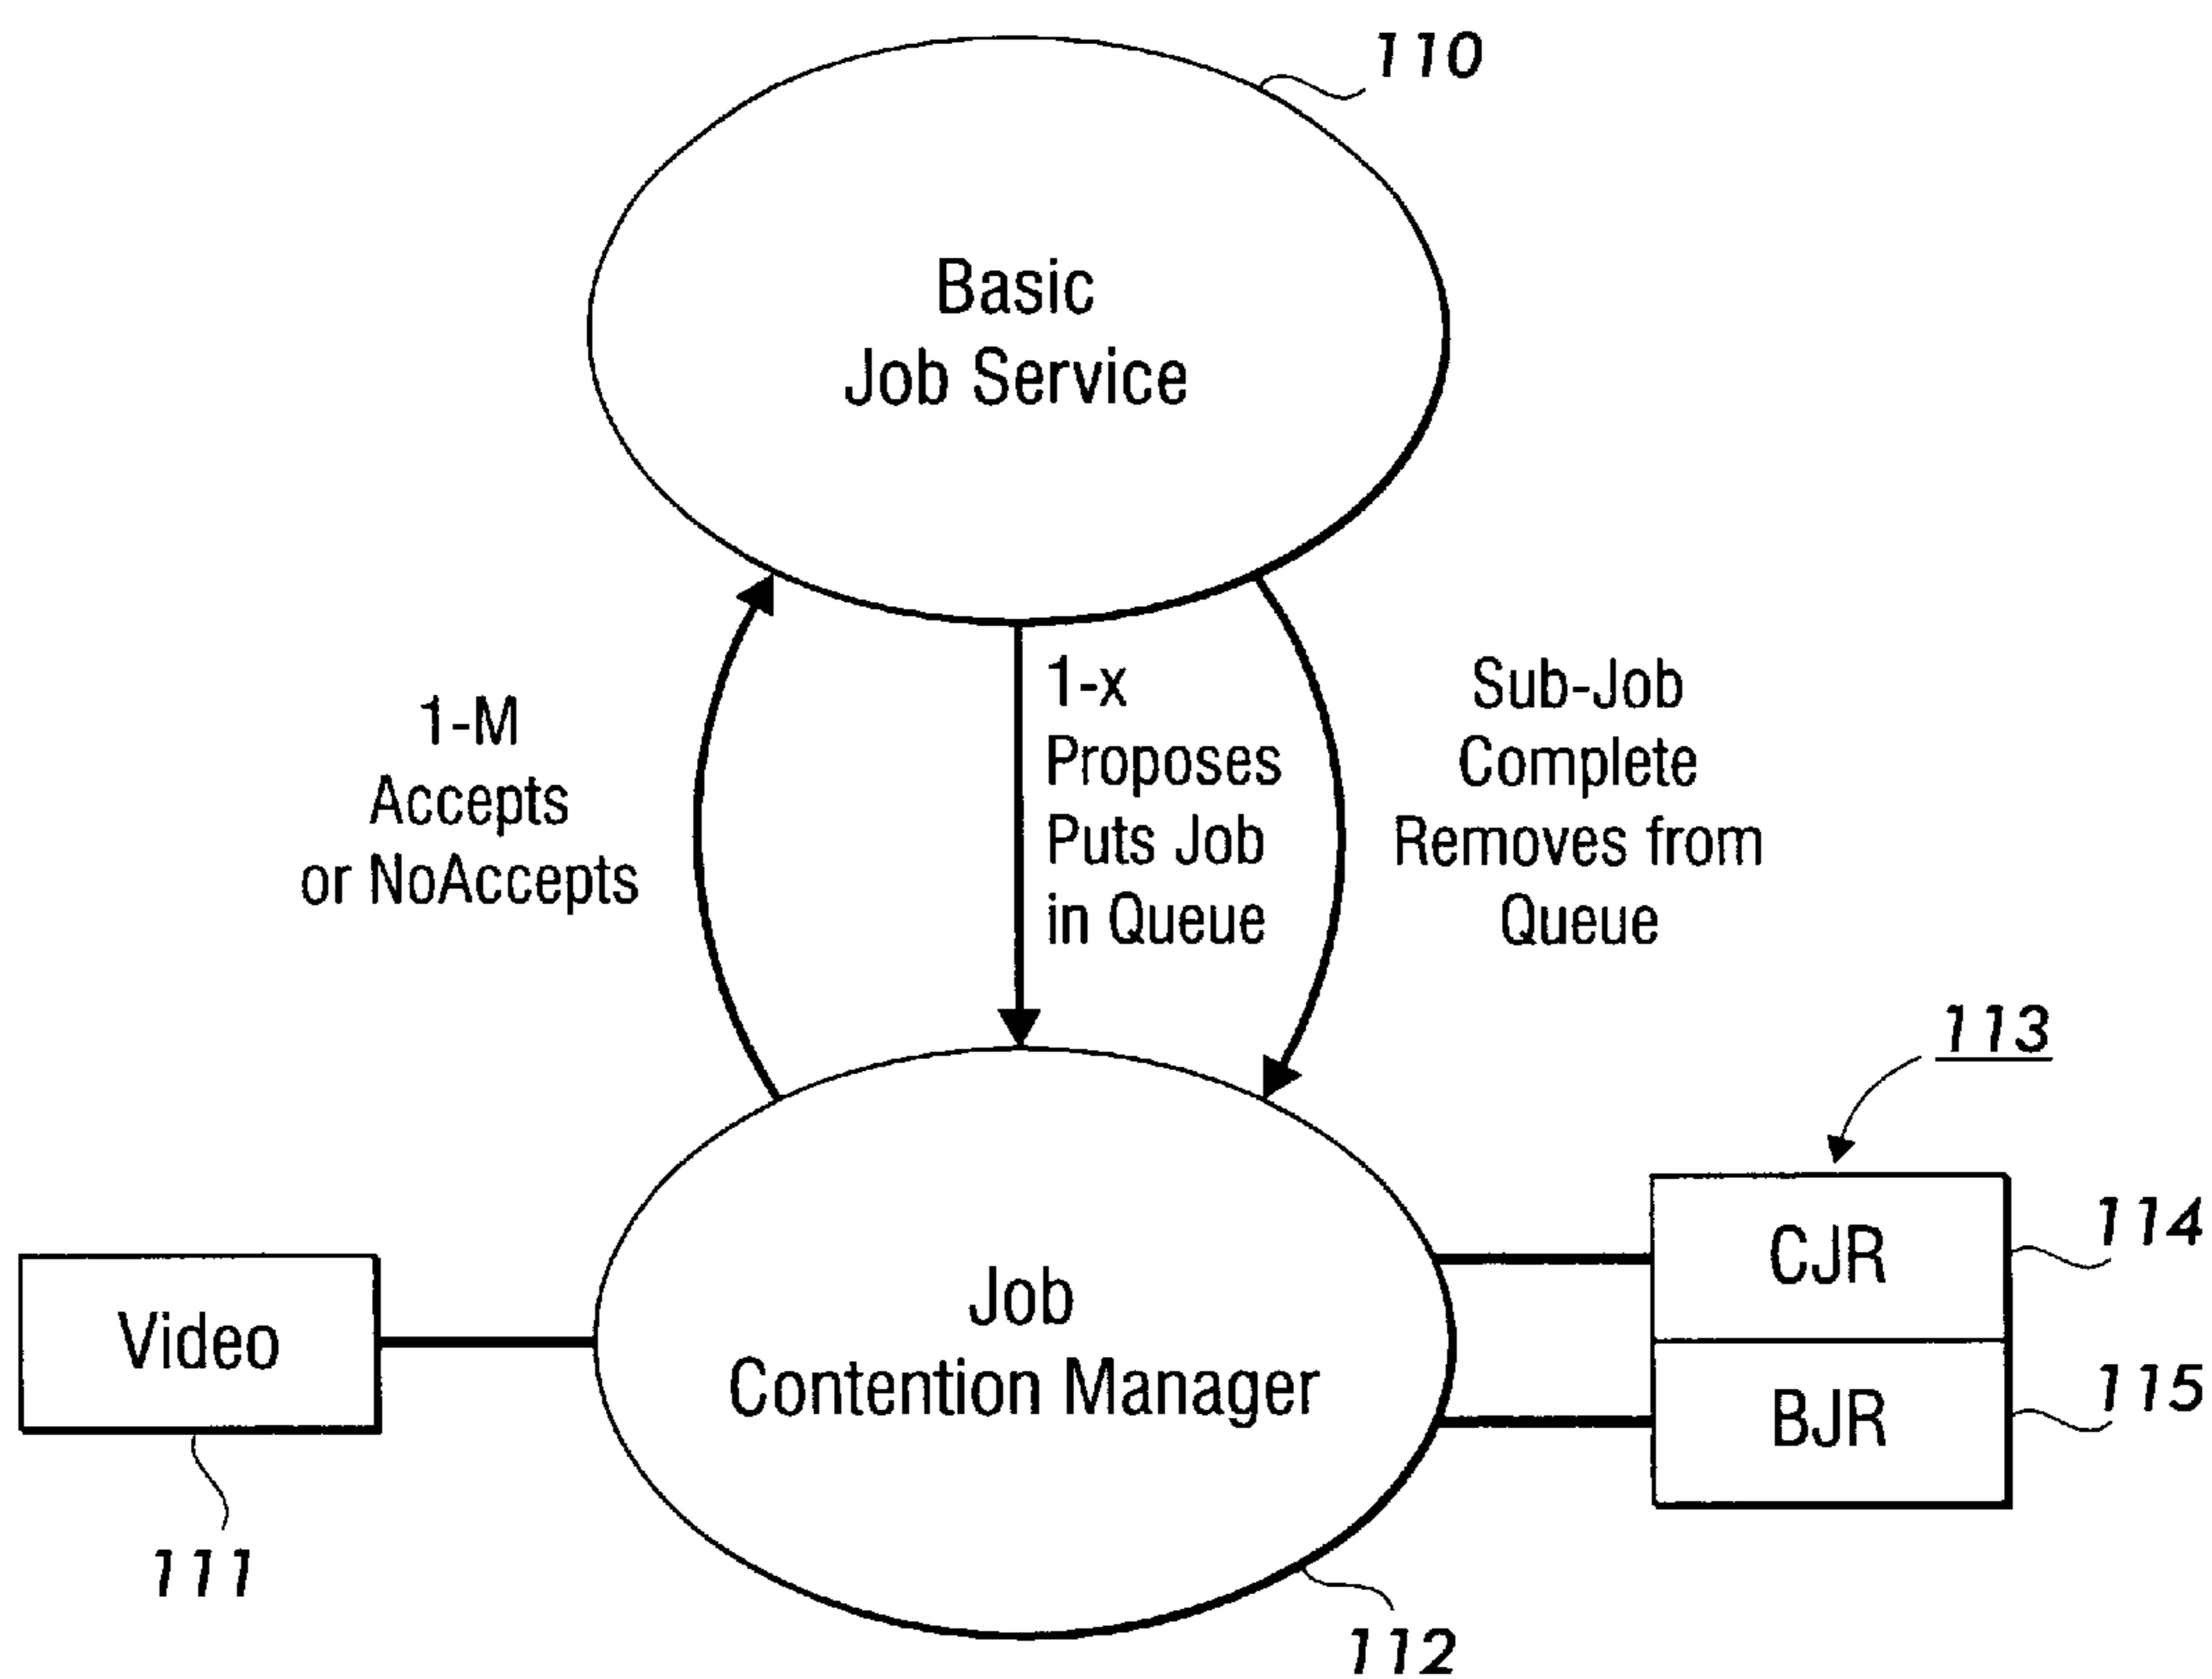 110
Basic
Job Service
1-M
Accepts
or NoAccepts
1-x
Proposes
Puts Job
in Queue
Sub-Job
Complete
Removes from
Queue
113
CJR
114
BJR
115
Video
111
Job
Contention Manager
112